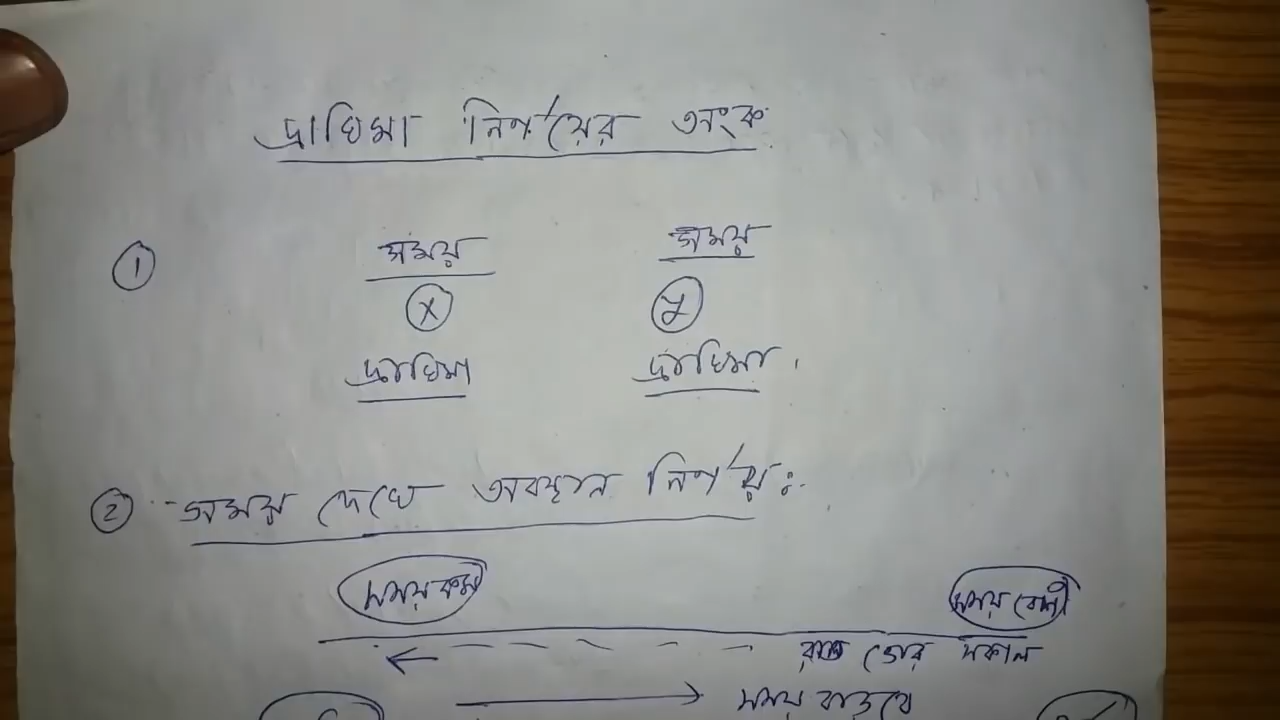 দ্রাঘিমা নির্ণয়ের অংক
① সময় সময়
X y
দ্রাঘিমা দ্রাঘিমা
② সময় দেখে অবস্থান নির্ণয়ঃ
সময় কম সময় বেশী
রাত ভোর সকাল
সময় বাড়বে